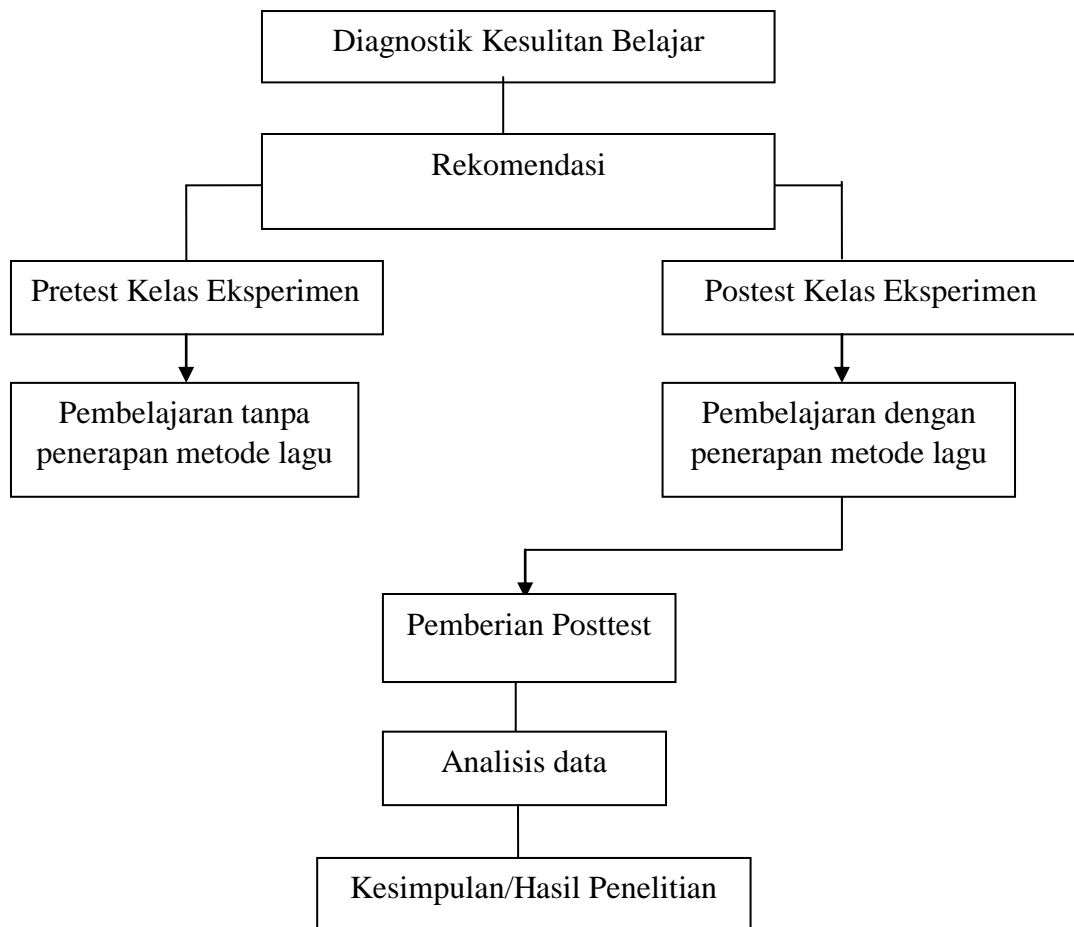 Diagnostik Kesulitan Belajar
Rekomendasi
Pretest Kelas Eksperimen
Postest Kelas Eksperimen
Pembelajaran tanpa
penerapan metode lagu
Pembelajaran dengan
penerapan metode lagu
Pemberian Posttest
Analisis data
Kesimpulan/Hasil Penelitian